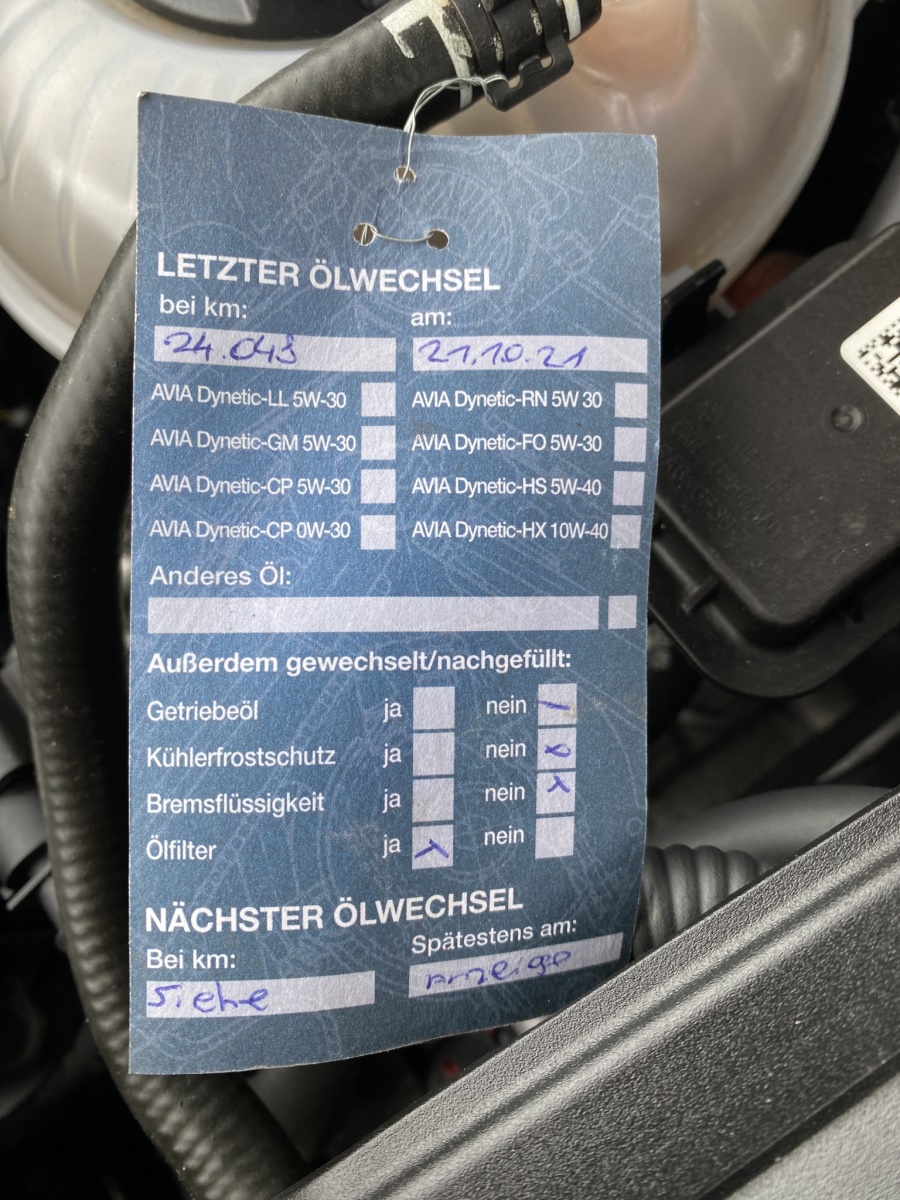 LETZTER ÖLWECHSEL
bei km: am:
24.043 21.10.21
AVIA Dynetic-LL 5W-30 AVIA Dynetic-RN 5W 30
AVIA Dynetic-GM 5W-30 AVIA Dynetic-FO 5W-30
AVIA Dynetic-CP 5W-30 AVIA Dynetic-HS 5W-40
AVIA Dynetic-CP 0W-30 AVIA Dynetic-HX 10W-40
Anderes Öl:
Außerdem gewechselt/nachgefüllt:
Getriebeöl ja nein
Kühlerfrostschutz ja nein
Bremsflüssigkeit ja nein
Ölfilter ja nein
NÄCHSTER ÖLWECHSEL
Bei km: Spätestens am:
Siehe Anzeige